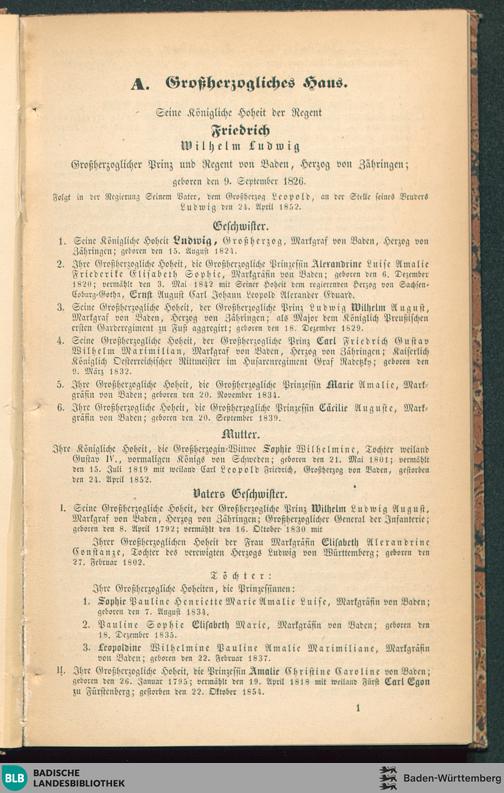 A. Großherzogliches Haus.
Seine Königliche Hoheit der Regent
Friedrich
Wilhelm Ludwig
Großherzoglicher Prinz und Regent von Baden, Herzog von Zähringen;
geboren den 9. September 1826.
Folgt in der Regierung Seinem Vater, dem Großherzog Leopold, an der Stelle seines Bruders
Ludwig den 24. April 1852.
Geschwister.
1. Seine Königliche Hoheit Ludwig, Großherzog, Markgraf von Baden, Herzog von
Zähringen; geboren den 15. August 1824.
2. Ihre Großherzogliche Hoheit, die Großherzogliche Prinzessin Alexandrine Luise Amalie
Friederike Elisabeth Sophie, Markgräfin von Baden; geboren den 6. Dezember
1820; vermählt den 3. Mai 1842 mit Seiner Hoheit dem regierenden Herzog von Sachsen-
Coburg-Gotha, Ernst August Carl Johann Leopold Alexander Eduard.
3. Seine Großherzogliche Hoheit, der Großherzogliche Prinz Ludwig Wilhelm August,
Markgraf von Baden, Herzog von Zähringen; als Major dem Königlich Preußischen
ersten Garderegiment zu Fuß aggregirt; geboren den 18. Dezember 1829.
4. Seine Großherzogliche Hoheit, der Großherzogliche Prinz Carl Friedrich Gustav
Wilhelm Maximilian, Markgraf von Baden, Herzog von Zähringen; Kaiserlich
Königlich Oesterreichischer Rittmeister im Husarenregiment Graf Radetzky; geboren den
9. März 1832.
5. Ihre Großherzogliche Hoheit, die Großherzogliche Prinzessin Marie Amalie, Mark-
gräfin von Baden; geboren den 20. November 1834.
6. Ihre Großherzogliche Hoheit, die Großherzogliche Prinzessin Cäcilie Auguste, Mark-
gräfin von Baden; geboren den 20. September 1839.
Mutter.
Ihre Königliche Hoheit, die Großherzogin-Wittwe Sophie Wilhelmine, Tochter weiland
Gustav IV., vormaligen Königs von Schweden; geboren den 21. Mai 1801; vermählt
den 15. Juli 1819 mit weiland Carl Leopold Friedrich, Großherzog von Baden, gestorben
den 24. April 1852.
Vaters Geschwister.
I. Seine Großherzogliche Hoheit, der Großherzogliche Prinz Wilhelm Ludwig August,
Markgraf von Baden, Herzog von Zähringen; Großherzoglicher General der Infanterie;
geboren den 8. April 1792; vermählt den 16. Oktober 1830 mit
Ihrer Großherzoglichen Hoheit der Frau Markgräfin Elisabeth Alexandrine
Constanze, Tochter des verewigten Herzogs Ludwig von Württemberg; geboren den
27. Februar 1802.
Töchter:
Ihre Großherzogliche Hoheiten, die Prinzessinnen:
1. Sophie Pauline Henriette Marie Amalie Luise, Markgräfin von Baden;
geboren den 7. August 1834.
2. Pauline Sophie Elisabeth Marie, Markgräfin von Baden; geboren den
18. Dezember 1835.
3. Leopoldine Wilhelmine Pauline Amalie Maximiliane, Markgräfin
von Baden; geboren den 22. Februar 1837.
II. Ihre Großherzogliche Hoheit, die Prinzessin Amalie Christine Caroline von Baden;
geboren den 26. Januar 1795; vermählt den 19. April 1818 mit weiland Fürst Carl Egon
zu Fürstenberg; gestorben den 22. Oktober 1854.
1
BLB BADISCHE
LANDESBIBLIOTHEK
Baden-Württemberg